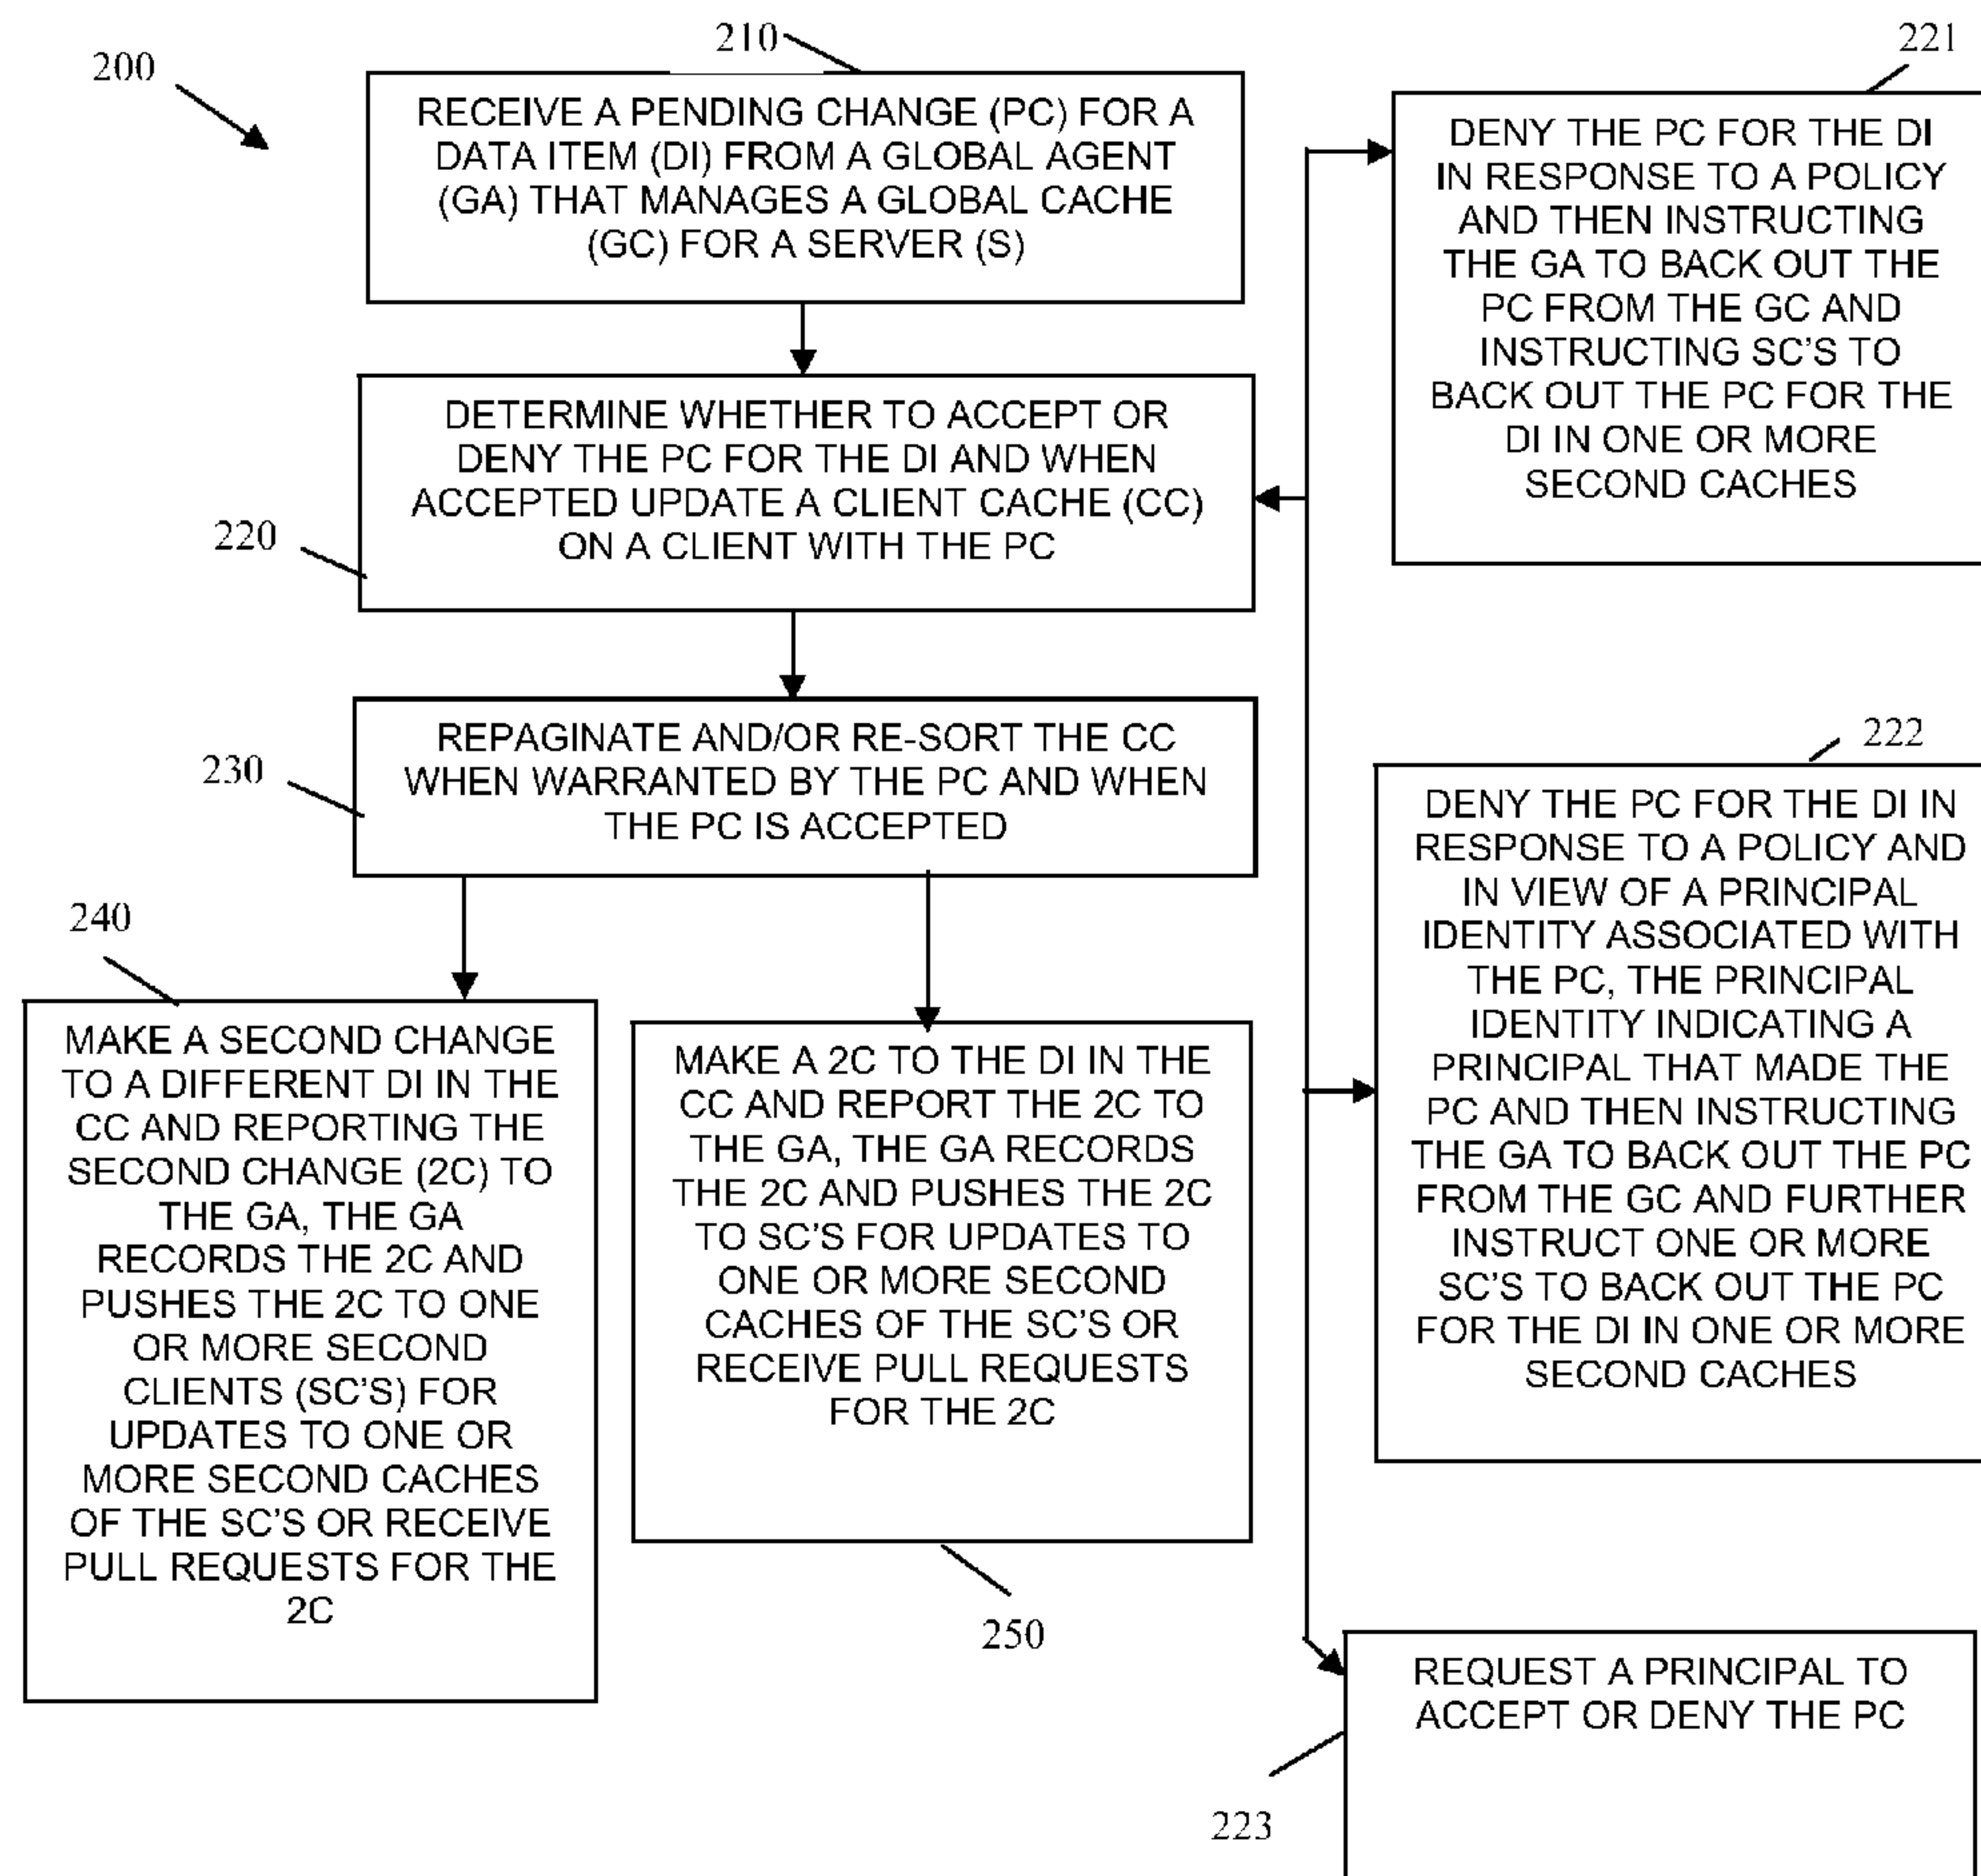 200
210
RECEIVE A PENDING CHANGE (PC) FOR A
DATA ITEM (DI) FROM A GLOBAL AGENT
(GA) THAT MANAGES A GLOBAL CACHE
(GC) FOR A SERVER (S)
220
DETERMINE WHETHER TO ACCEPT OR
DENY THE PC FOR THE DI AND WHEN
ACCEPTED UPDATE A CLIENT CACHE (CC)
ON A CLIENT WITH THE PC
230
REPAGINATE AND/OR RE-SORT THE CC
WHEN WARRANTED BY THE PC AND WHEN
THE PC IS ACCEPTED
240
MAKE A SECOND CHANGE
TO A DIFFERENT DI IN THE
CC AND REPORTING THE
SECOND CHANGE (2C) TO
THE GA, THE GA
RECORDS THE 2C AND
PUSHES THE 2C TO ONE
OR MORE SECOND
CLIENTS (SC'S) FOR
UPDATES TO ONE OR
MORE SECOND CACHES
OF THE SC'S OR RECEIVE
PULL REQUESTS FOR THE
2C
MAKE A 2C TO THE DI IN THE
CC AND REPORT THE 2C TO
THE GA, THE GA RECORDS
THE 2C AND PUSHES THE 2C
TO SC'S FOR UPDATES TO
ONE OR MORE SECOND
CACHES OF THE SC'S OR
RECEIVE PULL REQUESTS
FOR THE 2C
250
221
DENY THE PC FOR THE DI
IN RESPONSE TO A POLICY
AND THEN INSTRUCTING
THE GA TO BACK OUT THE
PC FROM THE GC AND
INSTRUCTING SC'S TO
BACK OUT THE PC FOR THE
DI IN ONE OR MORE
SECOND CACHES
222
DENY THE PC FOR THE DI IN
RESPONSE TO A POLICY AND
IN VIEW OF A PRINCIPAL
IDENTITY ASSOCIATED WITH
THE PC, THE PRINCIPAL
IDENTITY INDICATING A
PRINCIPAL THAT MADE THE
PC AND THEN INSTRUCTING
THE GA TO BACK OUT THE PC
FROM THE GC AND FURTHER
INSTRUCT ONE OR MORE
SC'S TO BACK OUT THE PC
FOR THE DI IN ONE OR MORE
SECOND CACHES
REQUEST A PRINCIPAL TO
ACCEPT OR DENY THE PC
223